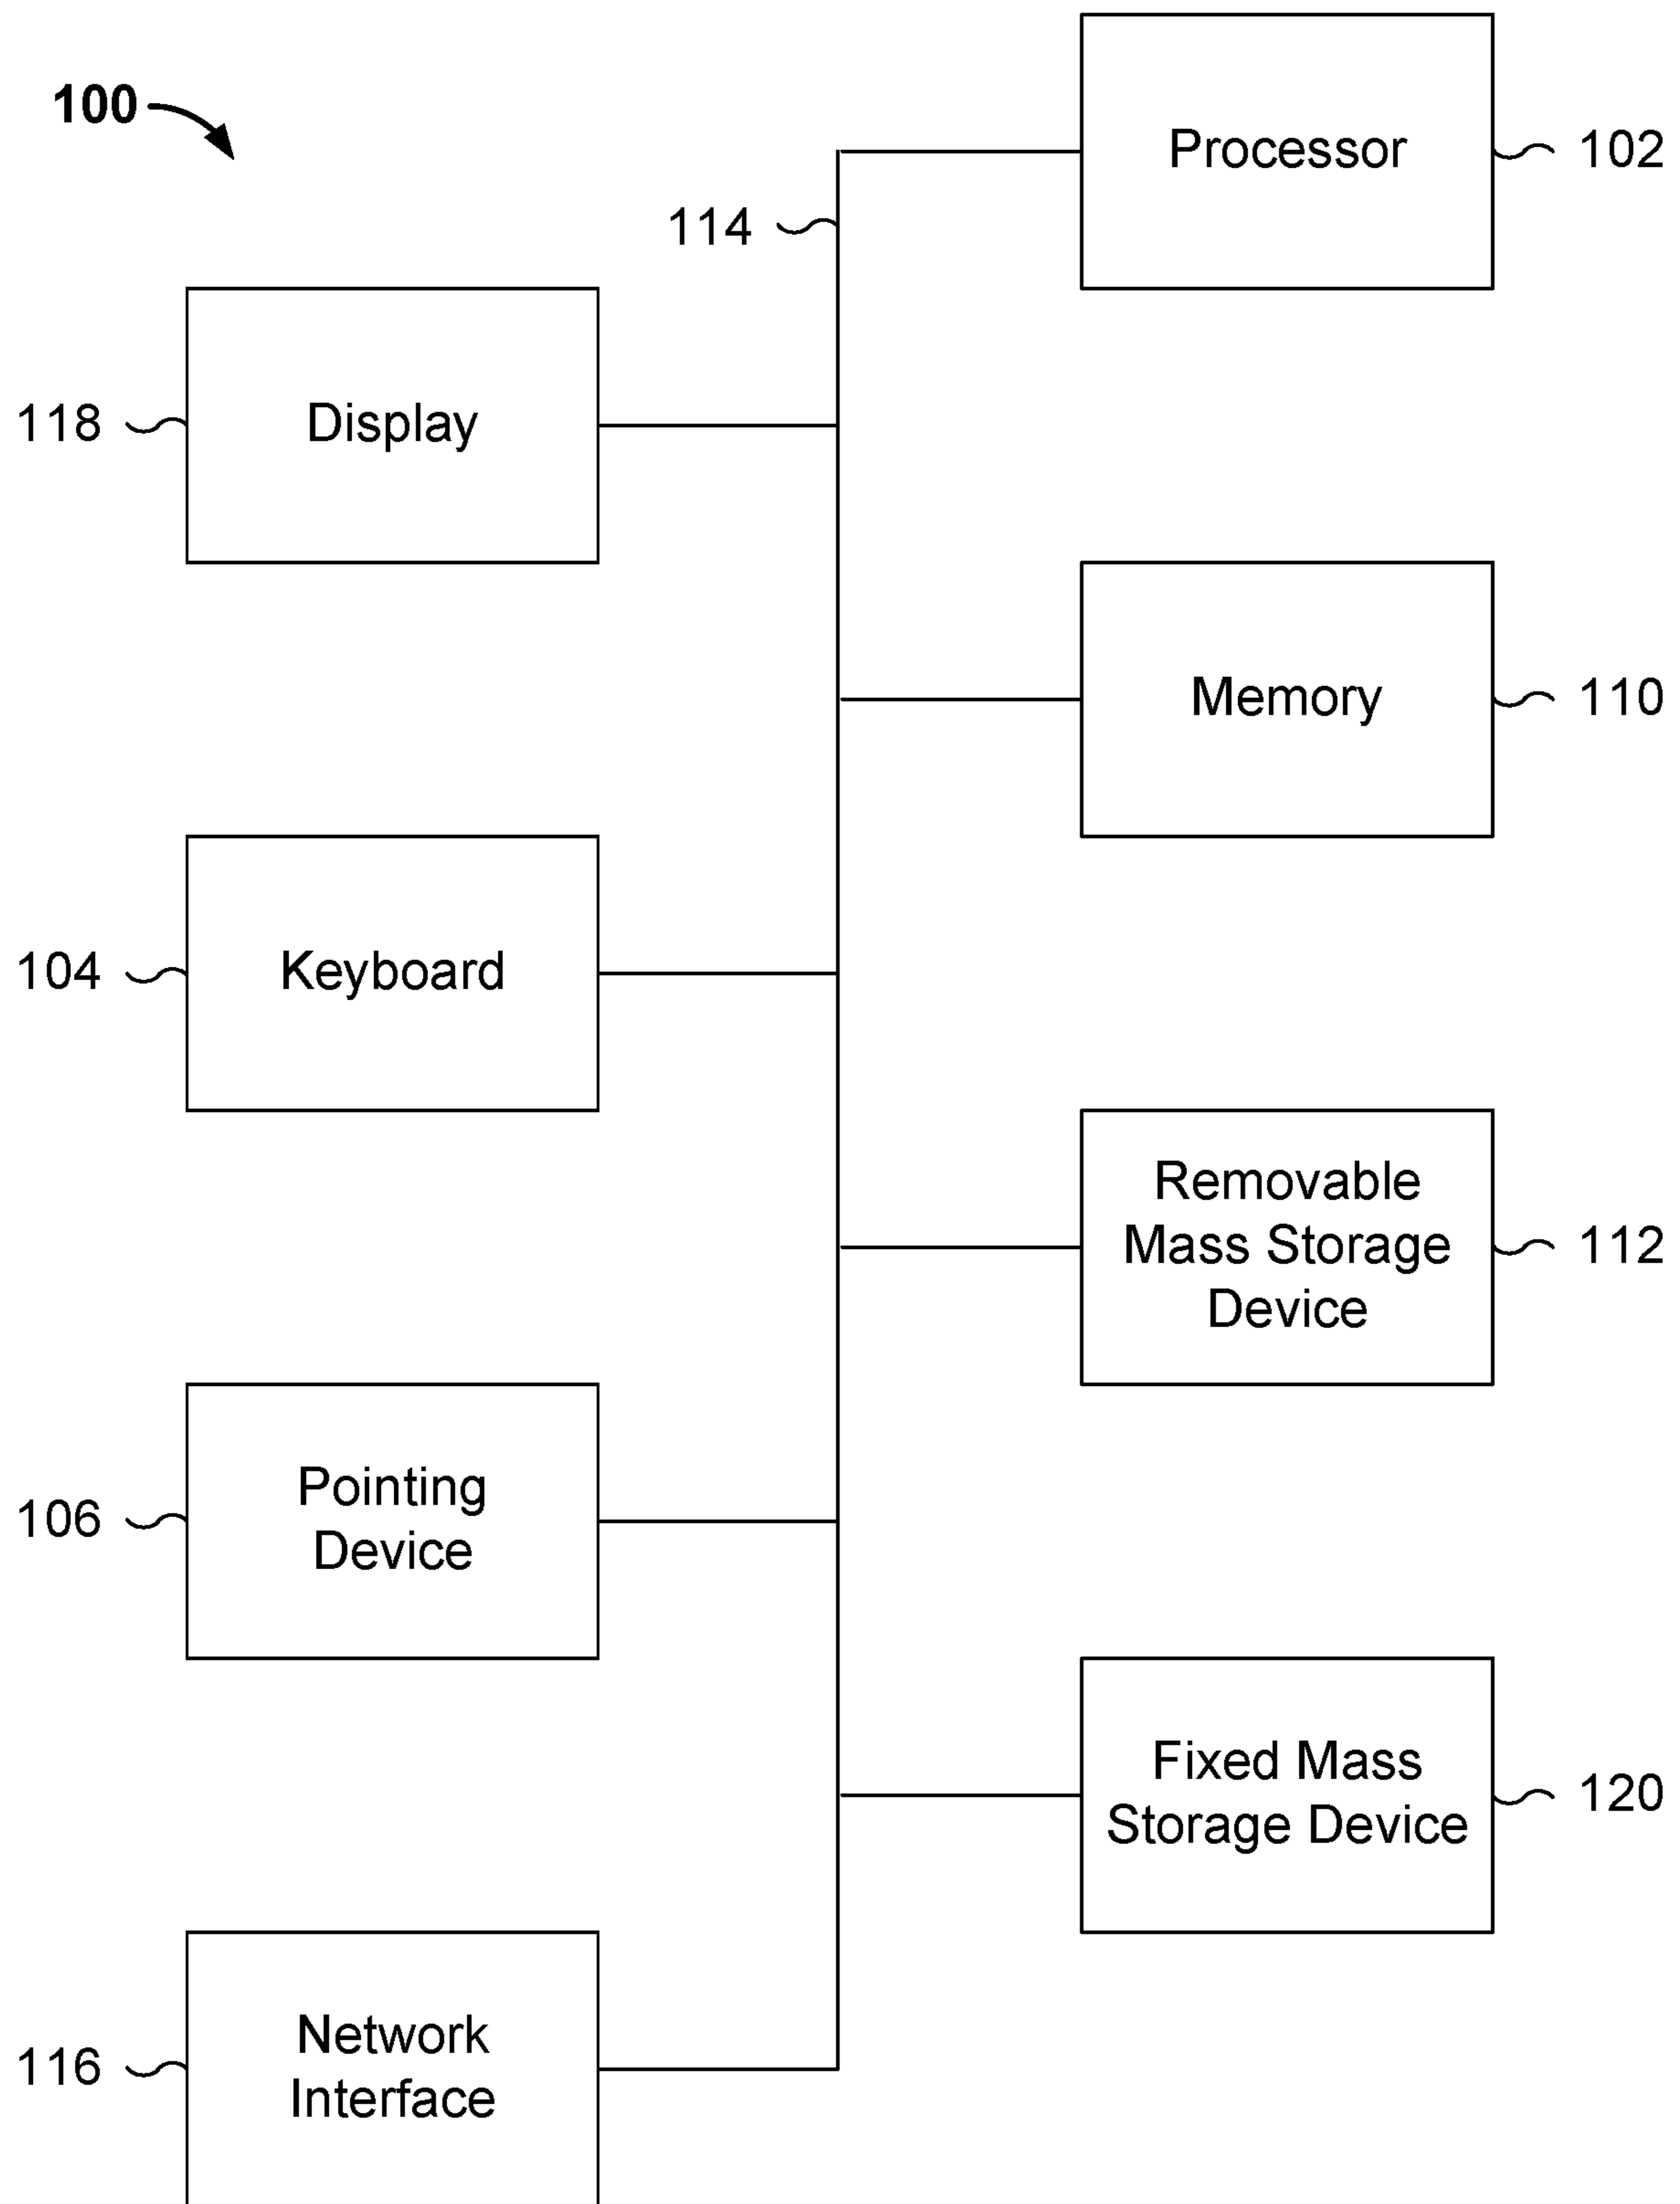 100
Processor
102
114
118
Display
Memory
110
104
Keyboard
Removable
Mass Storage
Device
112
106
Pointing
Device
Fixed Mass
Storage Device
120
116
Network
Interface